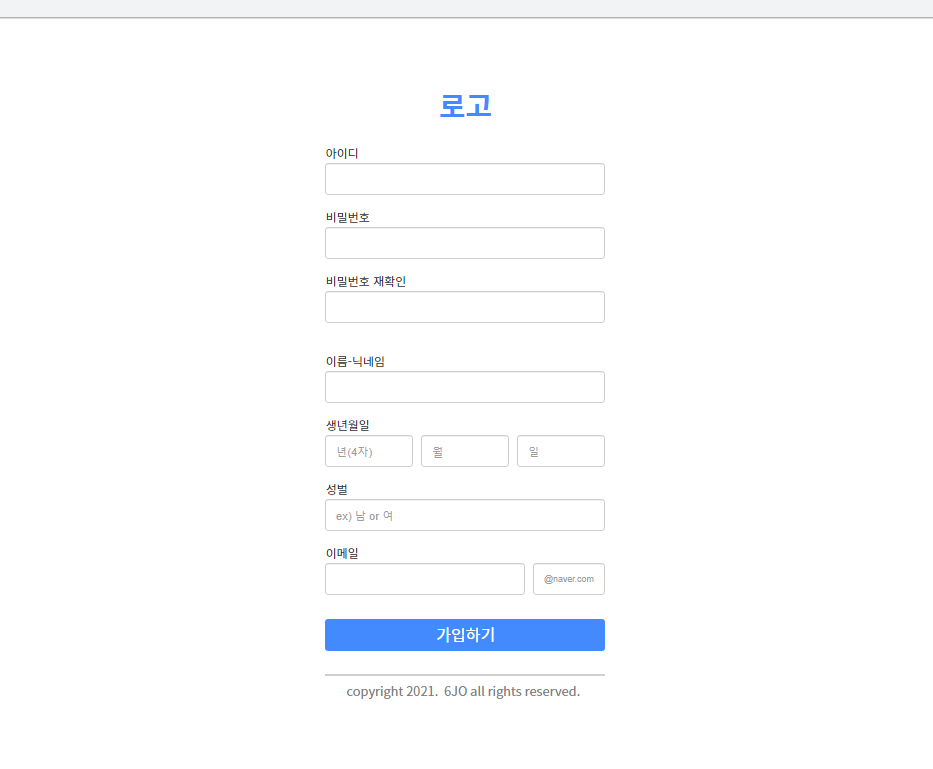 로고
아이디
비밀번호
비밀번호 재확인
이름-닉네임
생년월일
년(4자) 월 일
성벌
ex) 남 or 여
이메일
@naver.com
가입하기
copyright 2021. 6JO all rights reserved.